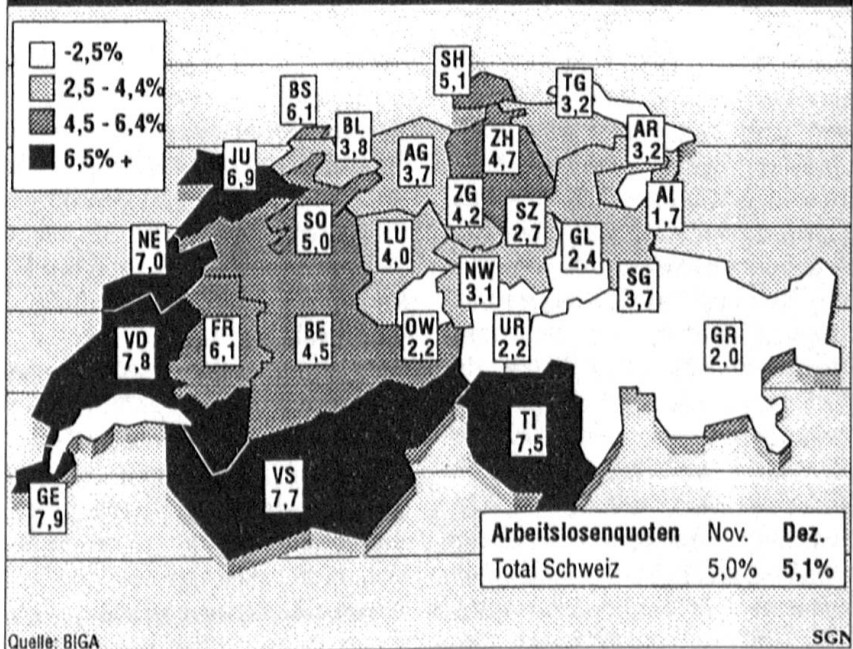 -2,5%
2,5 - 4,4%
4,5 - 6,4%
6,5% +
SH
5,1
TG
3,2
BS
6,1
BL
3,8
AR
3,2
ZH
4,7
AG
3,7
JU
6,9
AI
1,7
ZG
4,2
SZ
2,7
SO
5,0
LU
4,0
GL
2,4
NE
7,0
NW
3,1
SG
3,7
VD
7,8
FR
6,1
BE
4,5
OW
2,2
UR
2,2
GR
2,0
TI
7,5
VS
7,7
GE
7,9
Arbeitslosenquoten Nov. Dez.
Total Schweiz 5,0% 5,1%
Quelle: BIGA SGN